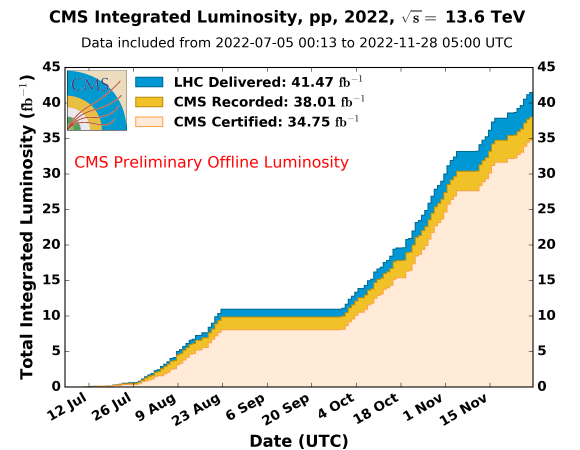 CMS Integrated Luminosity, pp, 2022, √s = 13.6 TeV
Data included from 2022-07-05 00:13 to 2022-11-28 05:00 UTC
CMS
LHC Delivered: 41.47 fb⁻¹
CMS Recorded: 38.01 fb⁻¹
CMS Certified: 34.75 fb⁻¹
CMS Preliminary Offline Luminosity
Total Integrated Luminosity (fb⁻¹)
45 45
40 40
35 35
30 30
25 25
20 20
15 15
10 10
5 5
0 0
12 Jul 26 Jul 9 Aug 23 Aug 6 Sep 20 Sep 4 Oct 18 Oct 1 Nov 15 Nov
Date (UTC)